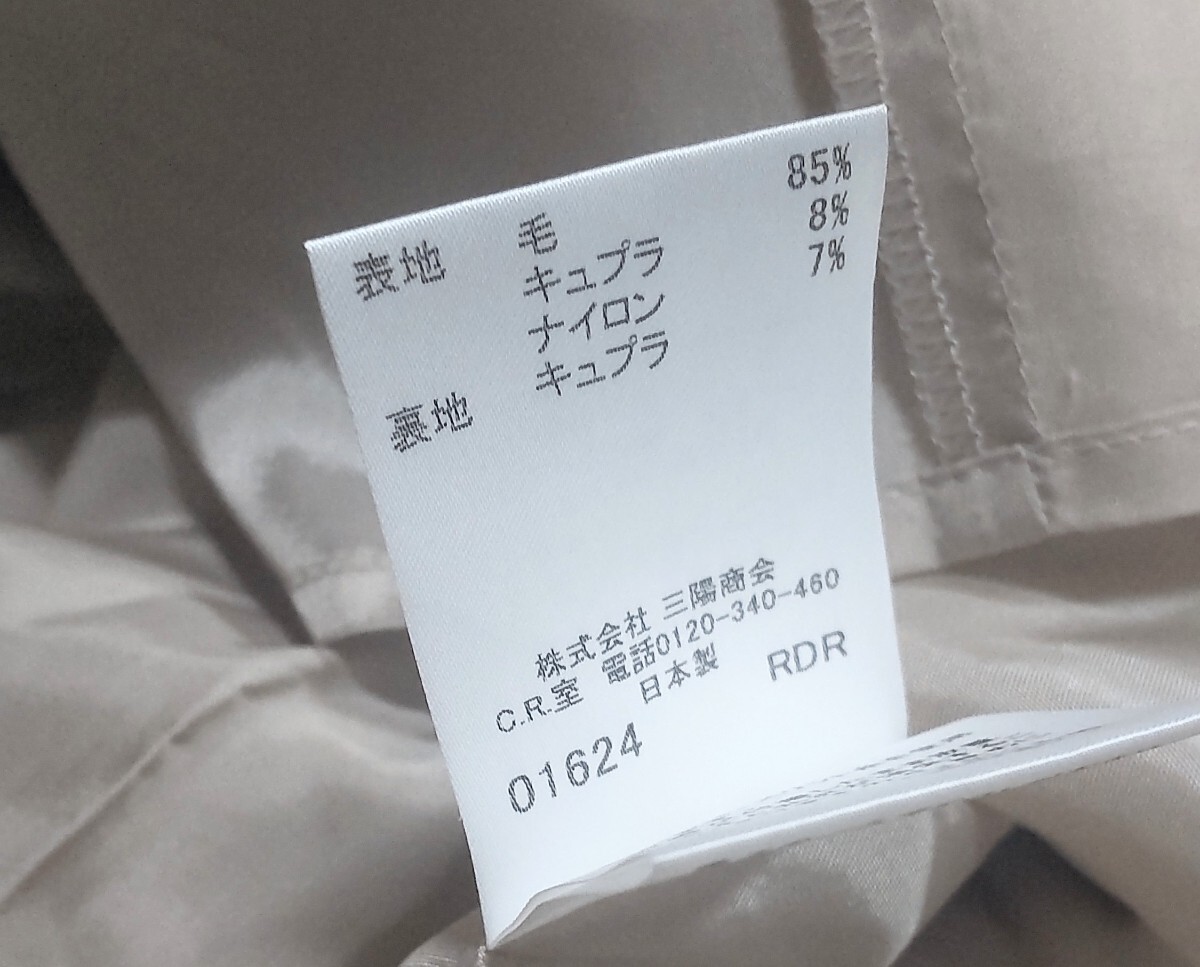 表地 毛 85%
キュプラ 8%
ナイロン 7%
裏地 キュプラ
株式会社 三陽商会
C.R.室 電話0120-340-460
日本製 RDR
01624